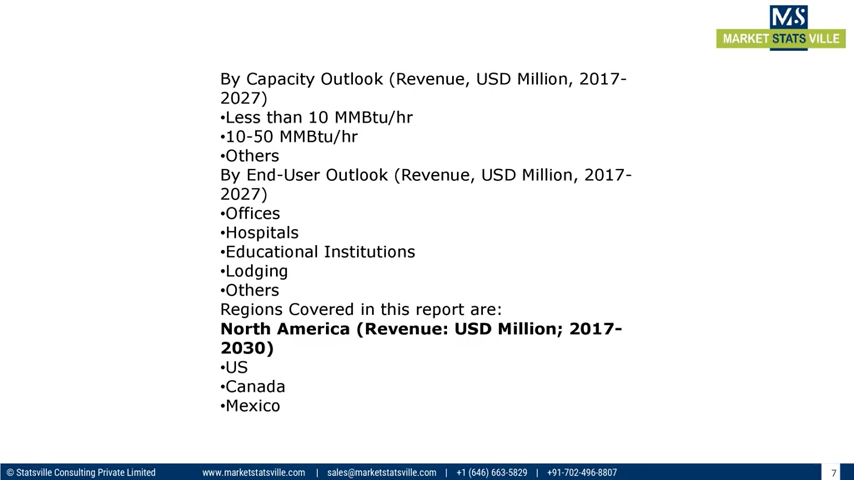 MS
MARKET STATS VILLE
By Capacity Outlook (Revenue, USD Million, 2017-
2027)
•Less than 10 MMBtu/hr
•10-50 MMBtu/hr
•Others
By End-User Outlook (Revenue, USD Million, 2017-
2027)
•Offices
•Hospitals
•Educational Institutions
•Lodging
•Others
Regions Covered in this report are:
North America (Revenue: USD Million; 2017-
2030)
•US
•Canada
•Mexico
© Statsville Consulting Private Limited www.marketstatsville.com | sales@marketstatsville.com | +1 (646) 663-5829 | +91-702-496-8807 7